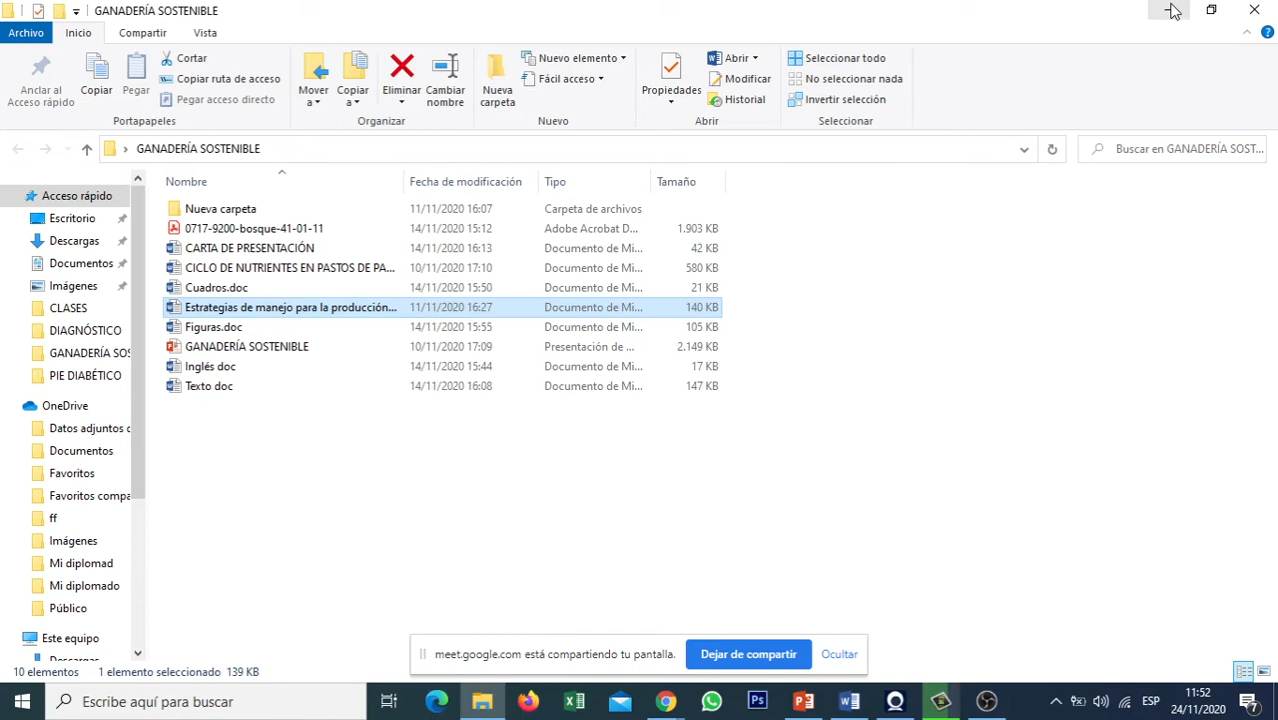 GANADERÍA SOSTENIBLE
Archivo Inicio Compartir Vista
Anclar al Acceso rápido
Copiar
Pegar
Cortar
Copiar ruta de acceso
Pegar acceso directo
Portapapeles
Mover a
Copiar a
Eliminar
Cambiar nombre
Organizar
Nueva carpeta
Nuevo elemento
Fácil acceso
Nuevo
Propiedades
Abrir
Modificar
Historial
Abrir
Seleccionar todo
No seleccionar nada
Invertir selección
Seleccionar
GANADERÍA SOSTENIBLE
Buscar en GANADERÍA SOST...
Nombre Fecha de modificación Tipo Tamaño
Nueva carpeta 11/11/2020 16:07 Carpeta de archivos
0717-9200-bosque-41-01-11 14/11/2020 15:12 Adobe Acrobat D... 1.903 KB
CARTA DE PRESENTACIÓN 14/11/2020 16:13 Documento de Mi... 42 KB
CICLO DE NUTRIENTES EN PASTOS DE PA... 10/11/2020 17:10 Documento de Mi... 580 KB
Cuadros.doc 14/11/2020 15:50 Documento de Mi... 21 KB
Estrategias de manejo para la producción... 11/11/2020 16:27 Documento de Mi... 140 KB
Figuras.doc 14/11/2020 15:55 Documento de Mi... 105 KB
GANADERÍA SOSTENIBLE 10/11/2020 17:09 Presentación de ... 2.149 KB
Inglés doc 14/11/2020 15:44 Documento de Mi... 17 KB
Texto doc 14/11/2020 16:08 Documento de Mi... 147 KB
Acceso rápido
Escritorio
Descargas
Documentos
Imágenes
CLASES
DIAGNÓSTICO
GANADERÍA SOS
PIE DIABÉTICO
OneDrive
Datos adjuntos d
Documentos
Favoritos
Favoritos compa
ff
Imágenes
Mi diplomad
Mi diplomado
Público
Este equipo
Descargas
meet.google.com está compartiendo tu pantalla. Dejar de compartir Ocultar
10 elementos 1 elemento seleccionado 139 KB
Escribe aquí para buscar
Ps
ESP
11:52
24/11/2020
7